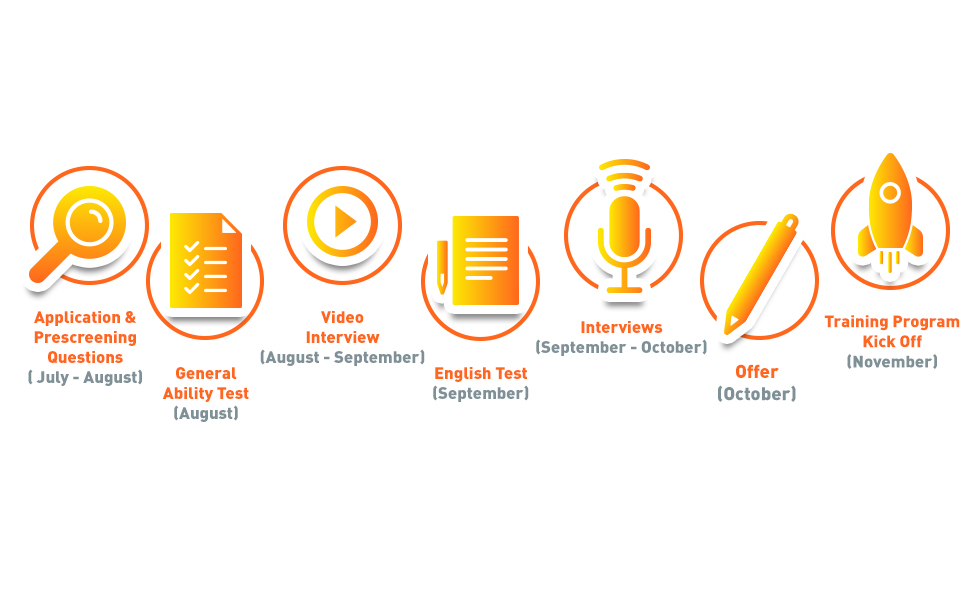 Application &
Prescreening
Questions
( July - August)
General
Ability Test
(August)
Video
Interview
(August - September)
English Test
(September)
Interviews
(September - October)
Offer
(October)
Training Program
Kick Off
(November)